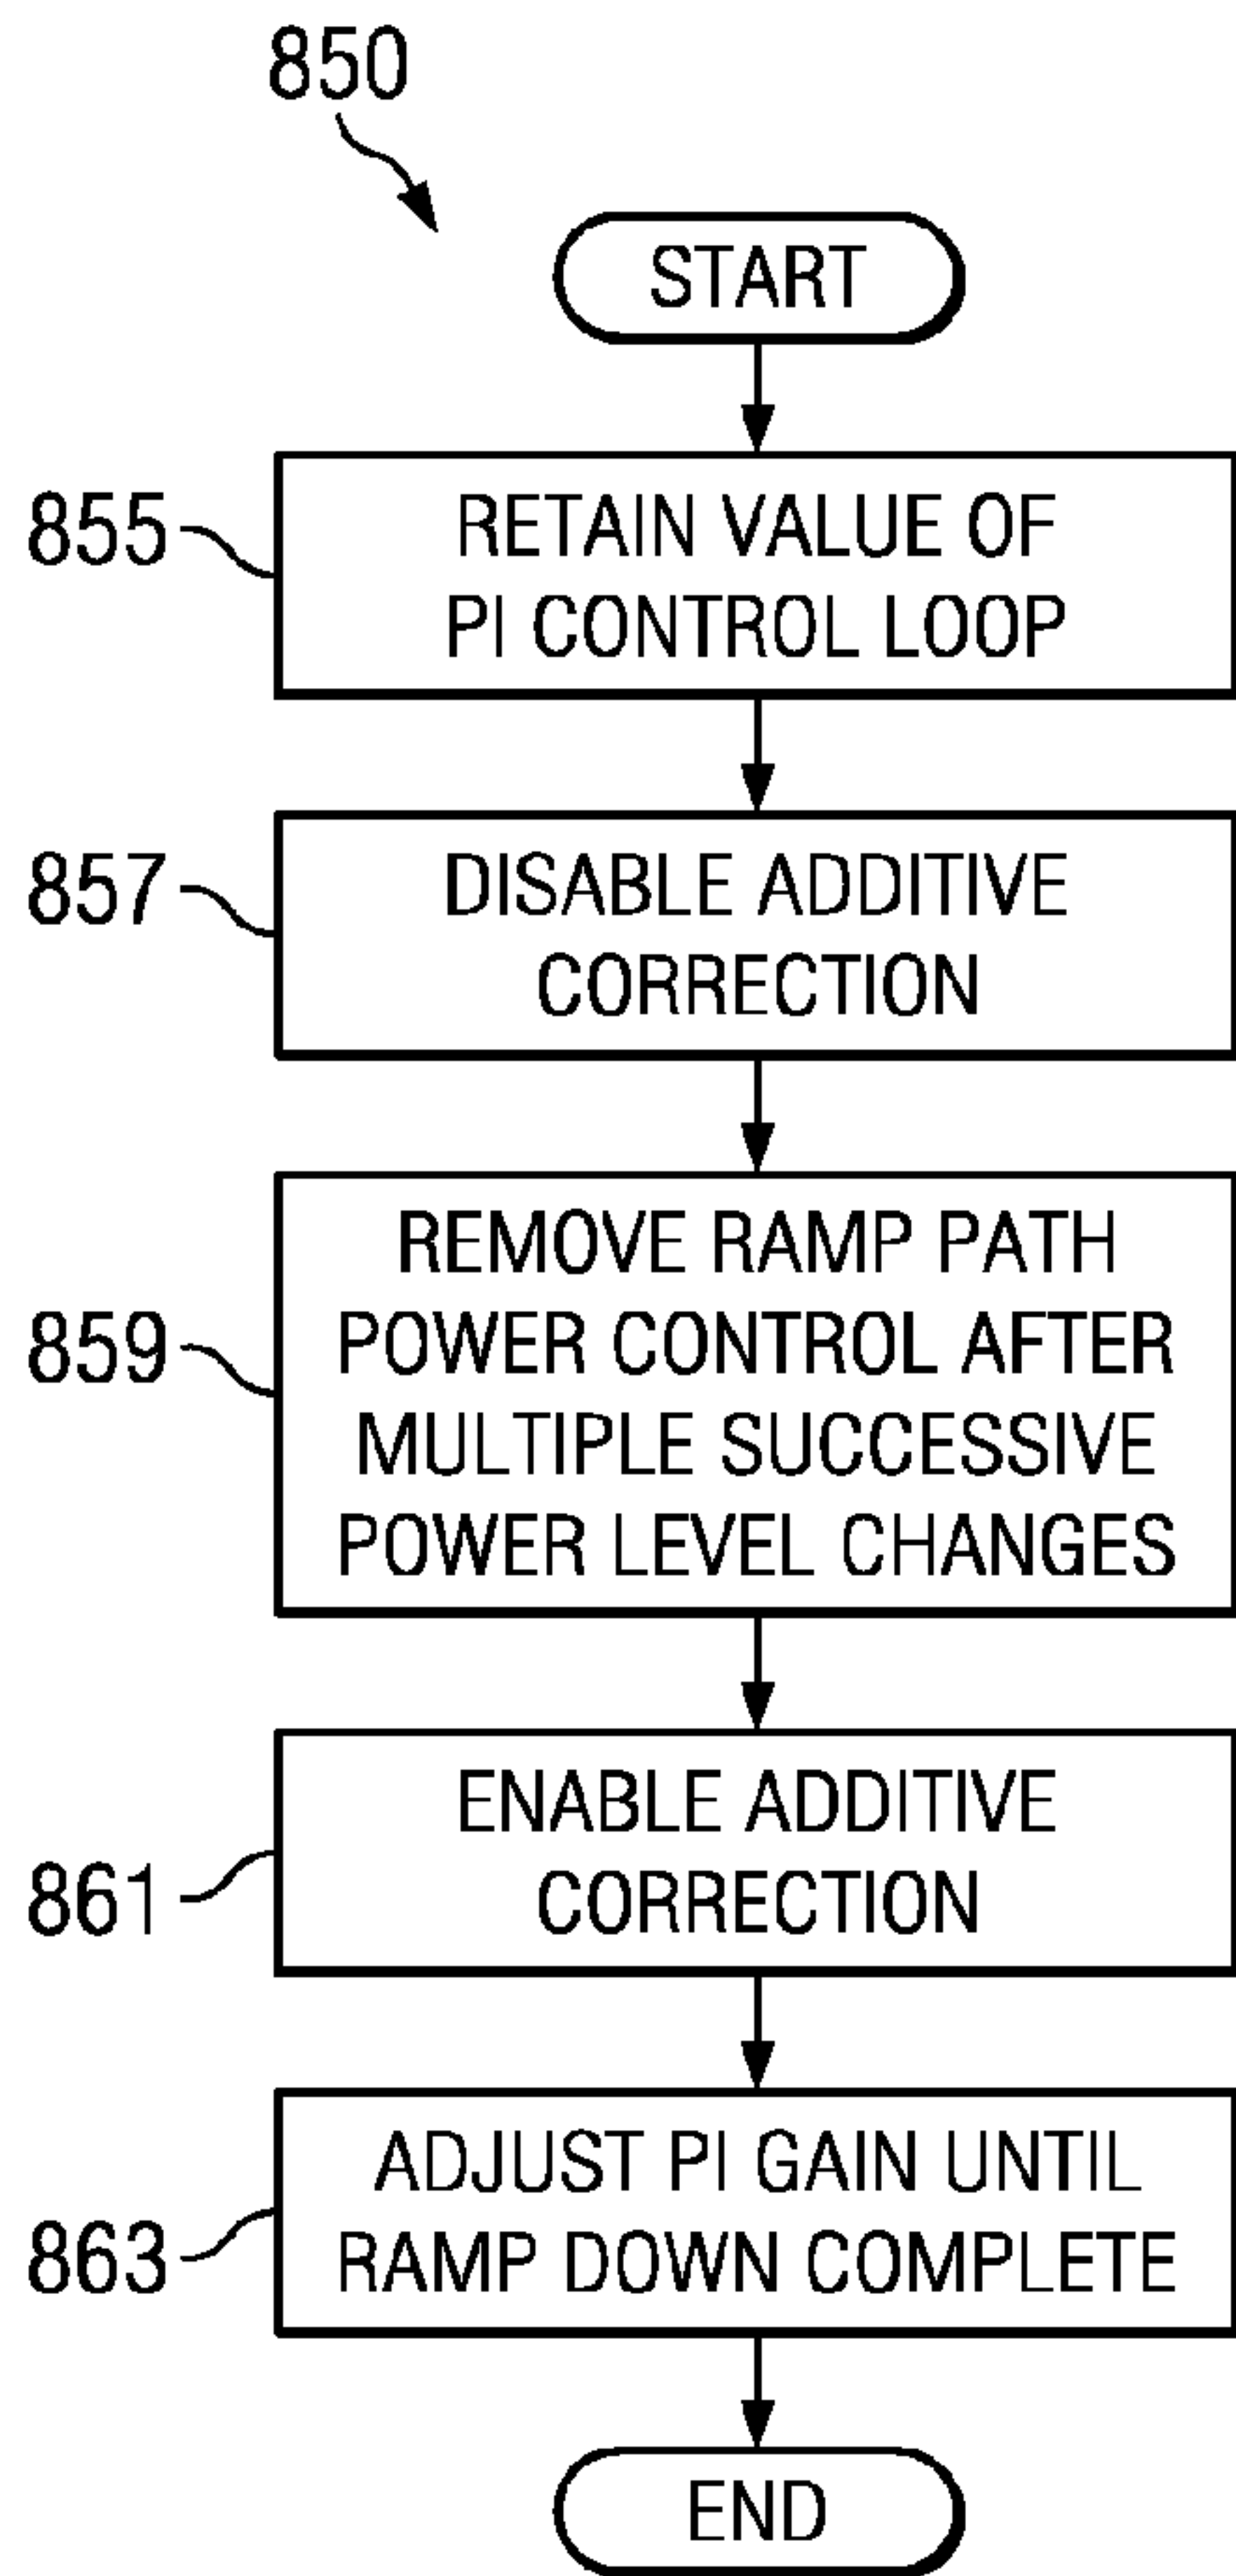 850
START
855
RETAIN VALUE OF
PI CONTROL LOOP
857
DISABLE ADDITIVE
CORRECTION
859
REMOVE RAMP PATH
POWER CONTROL AFTER
MULTIPLE SUCCESSIVE
POWER LEVEL CHANGES
861
ENABLE ADDITIVE
CORRECTION
863
ADJUST PI GAIN UNTIL
RAMP DOWN COMPLETE
END